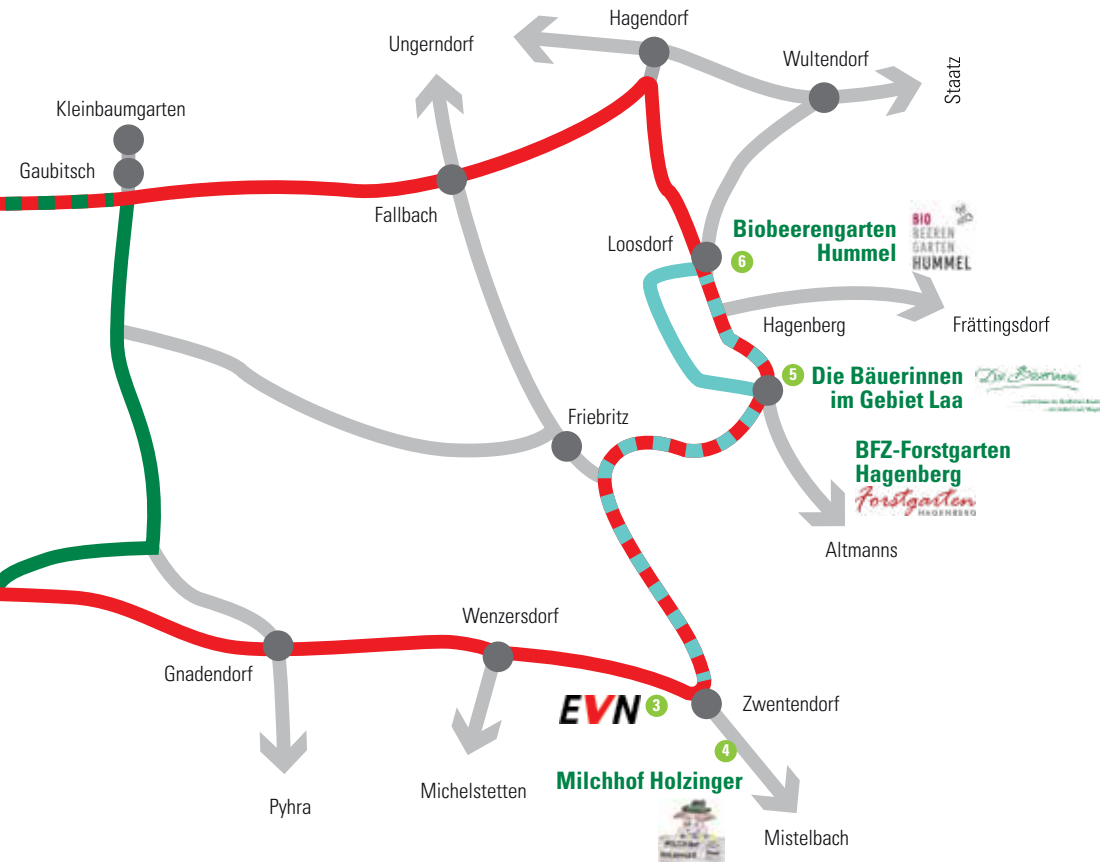 Hagendorf
Ungerndorf
Wultendorf
Staatz
Kleinbaumgarten
Gaubitsch
Fallbach
Loosdorf
Biobeerengarten
Hummel
BIO
BEEREN
GARTEN
HUMMEL
6
Hagenberg
Frättingsdorf
5
Die Bäuerinnen
im Gebiet Laa
Die Bäuerinnen
Friebritz
BFZ-Forstgarten
Hagenberg
Forstgarten
HAGENBERG
Altmanns
Wenzersdorf
Gnadendorf
EVN
3
Zwentendorf
4
Milchhof Holzinger
Michelstetten
Pyhra
Mistelbach